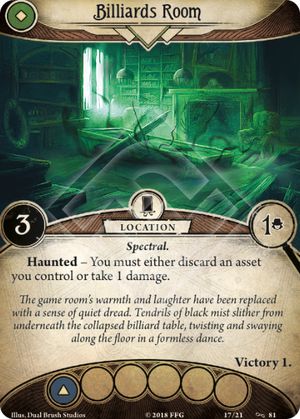 Billiards Room
3
1
LOCATION
Spectral.
Haunted – You must either discard an asset
you control or take 1 damage.
The game room's warmth and laughter have been replaced
with a sense of quiet dread. Tendrils of black mist slither from
underneath the collapsed billiard table, twisting and swaying
along the floor in a formless dance.
Victory 1.
Illus. Dual Brush Studios © 2018 FFG 17/21 81